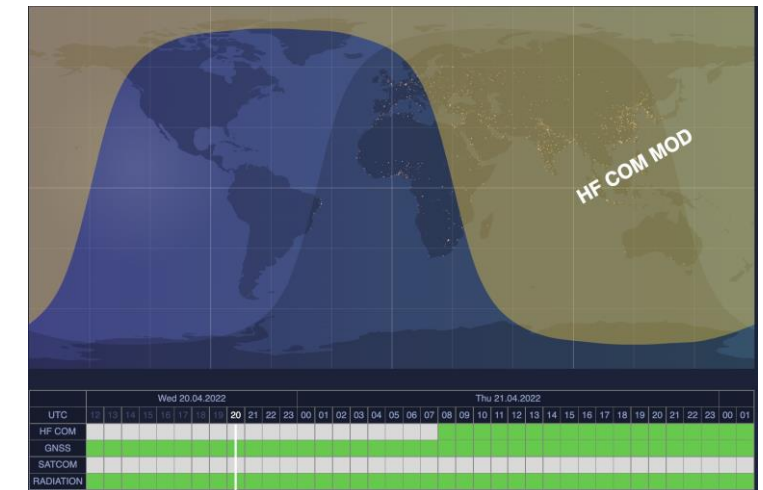 HF COM MOD
Wed 20.04.2022 Thu 21.04.2022
UTC 12 13 14 15 16 17 18 19 20 21 22 23 00 01 02 03 04 05 06 07 08 09 10 11 12 13 14 15 16 17 18 19 20 21 22 23 00 01
HF COM
GNSS
SATCOM
RADIATION